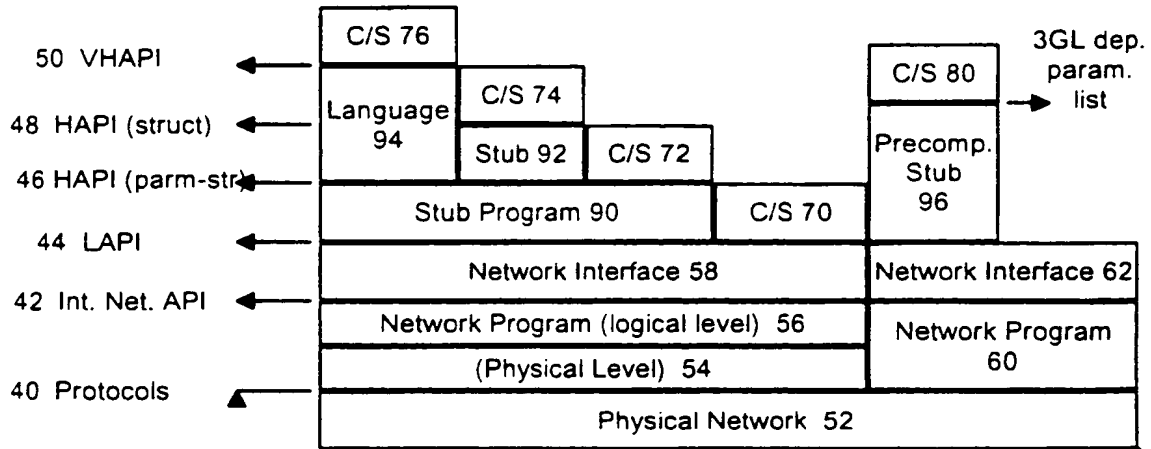 C/S 76
50 VHAPI
3GL dep.
param.
list
C/S 80
C/S 74
Language
94
48 HAPI (struct)
Precomp.
Stub
96
Stub 92
C/S 72
46 HAPI (parm-str)
Stub Program 90
C/S 70
44 LAPI
Network Interface 58
Network Interface 62
42 Int. Net. API
Network Program (logical level) 56
Network Program
60
(Physical Level) 54
40 Protocols
Physical Network 52